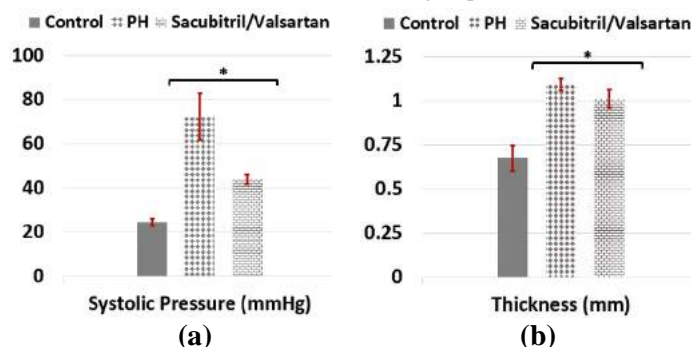 Control PH Sacubitril/Valsartan
100
80
60
40
20
0
*
Systolic Pressure (mmHg)
(a)
Control PH Sacubitril/Valsartan
1.25
1
0.75
0.5
0.25
0
*
Thickness (mm)
(b)